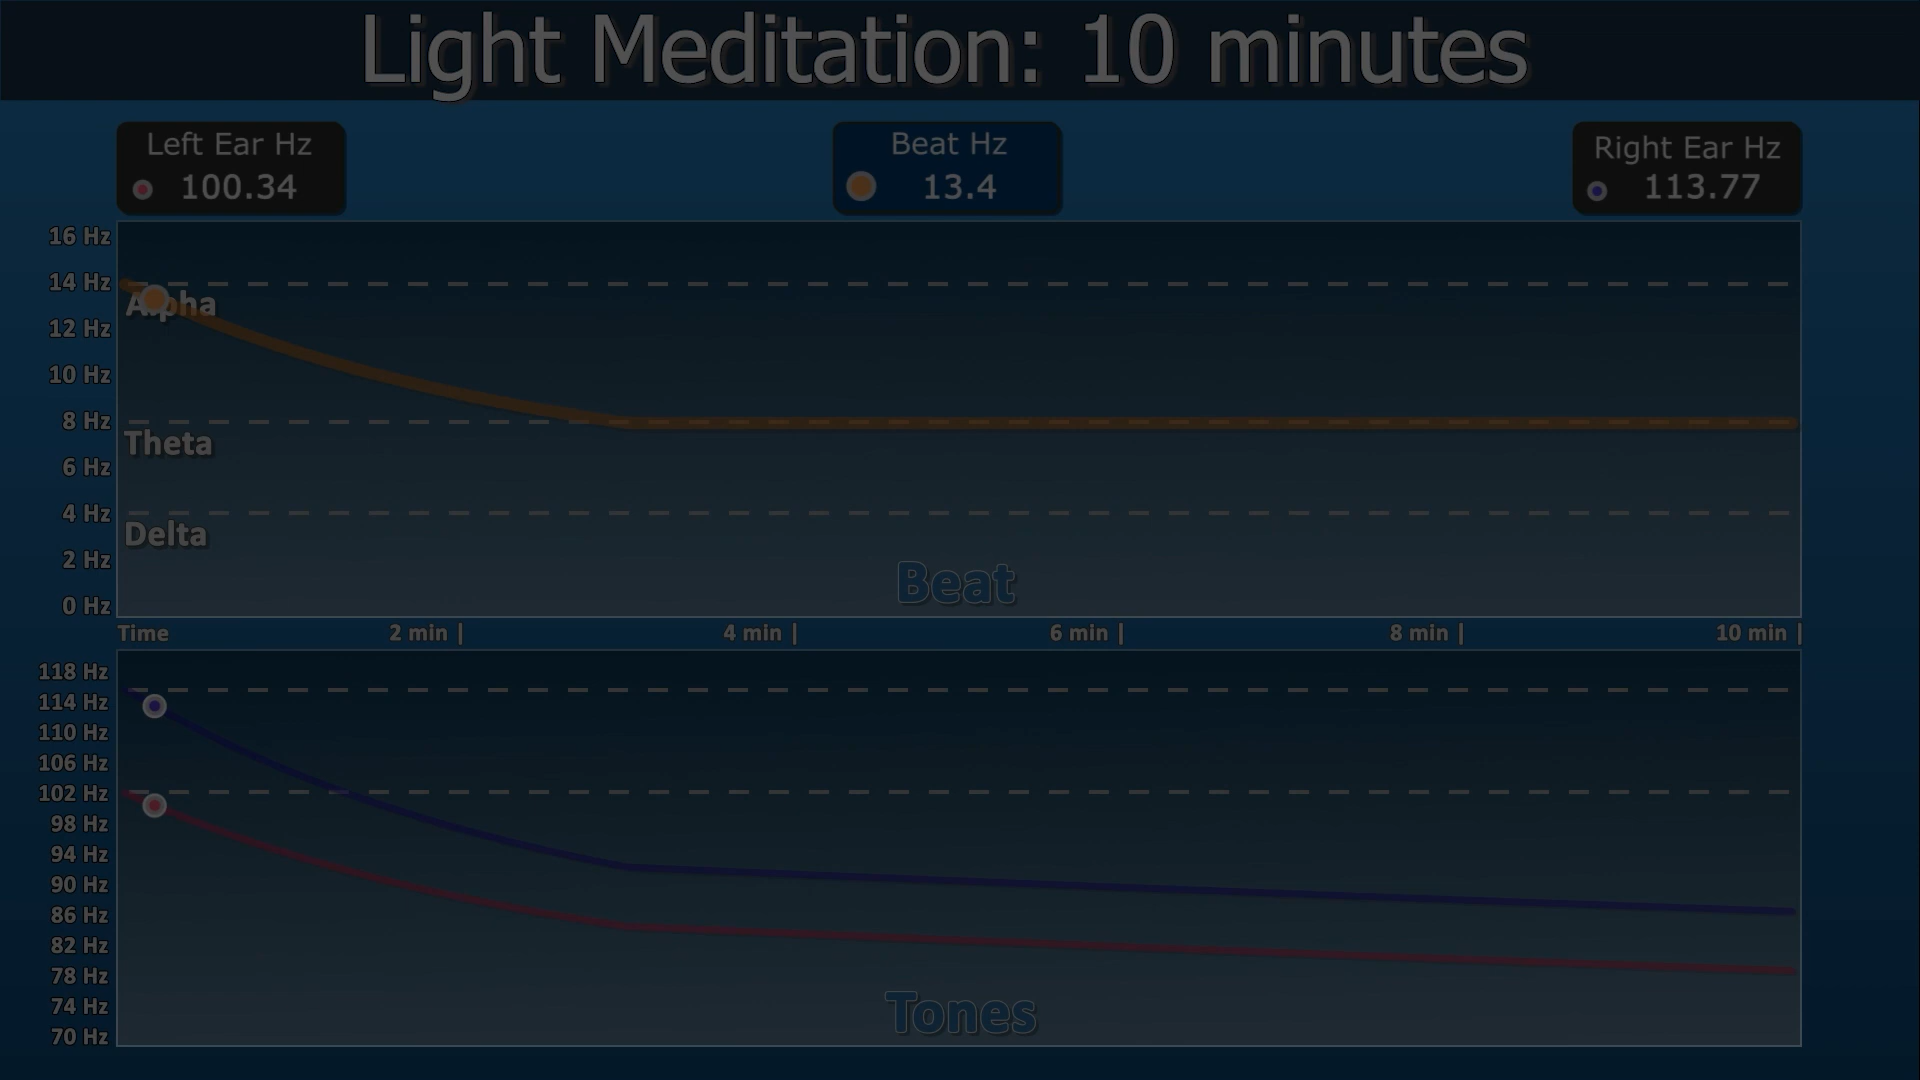 Light Meditation: 10 minutes
Left Ear Hz
100.34
Beat Hz
13.4
Right Ear Hz
113.77
16 Hz
14 Hz
Alpha
12 Hz
10 Hz
8 Hz
Theta
6 Hz
4 Hz
Delta
2 Hz
Beat
0 Hz
Time 2 min | 4 min | 6 min | 8 min | 10 min |
118 Hz
114 Hz
110 Hz
106 Hz
102 Hz
98 Hz
94 Hz
90 Hz
86 Hz
82 Hz
78 Hz
74 Hz
Tones
70 Hz